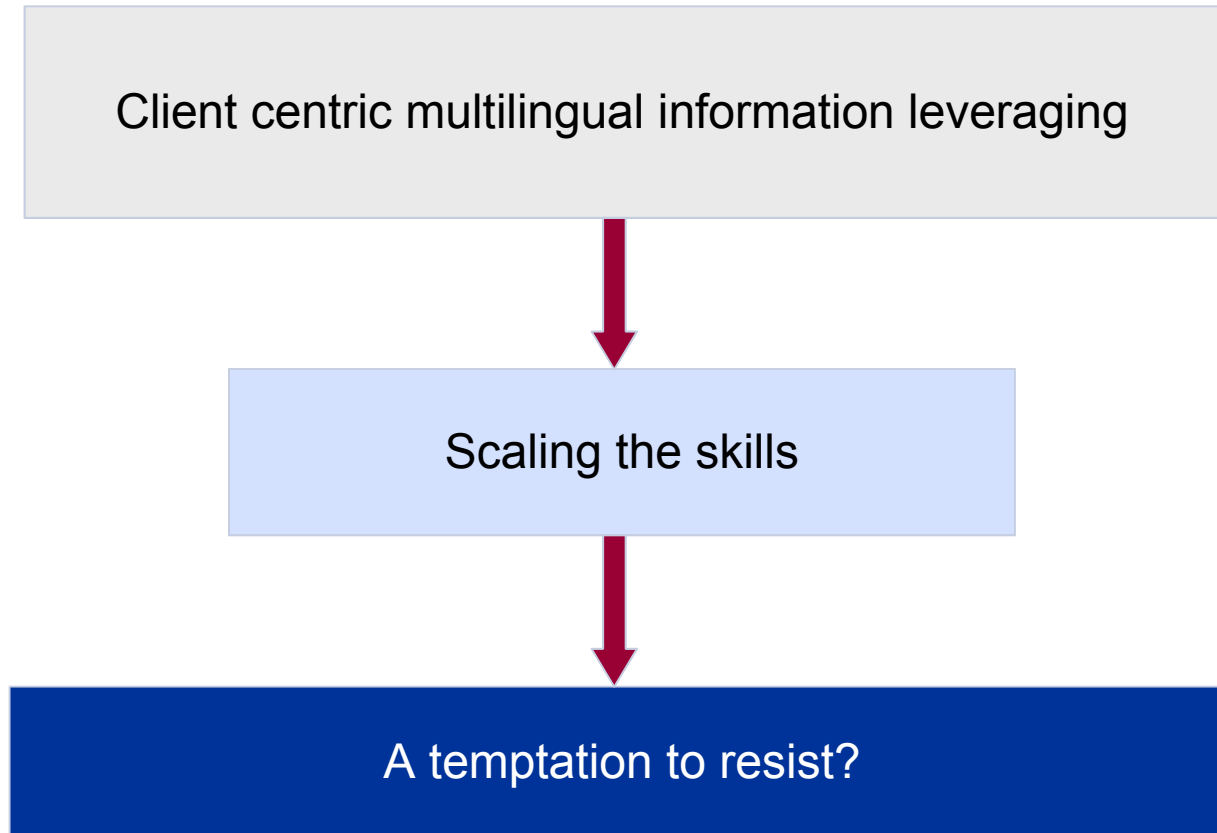 Client centric multilingual information leveraging
Scaling the skills
A temptation to resist?